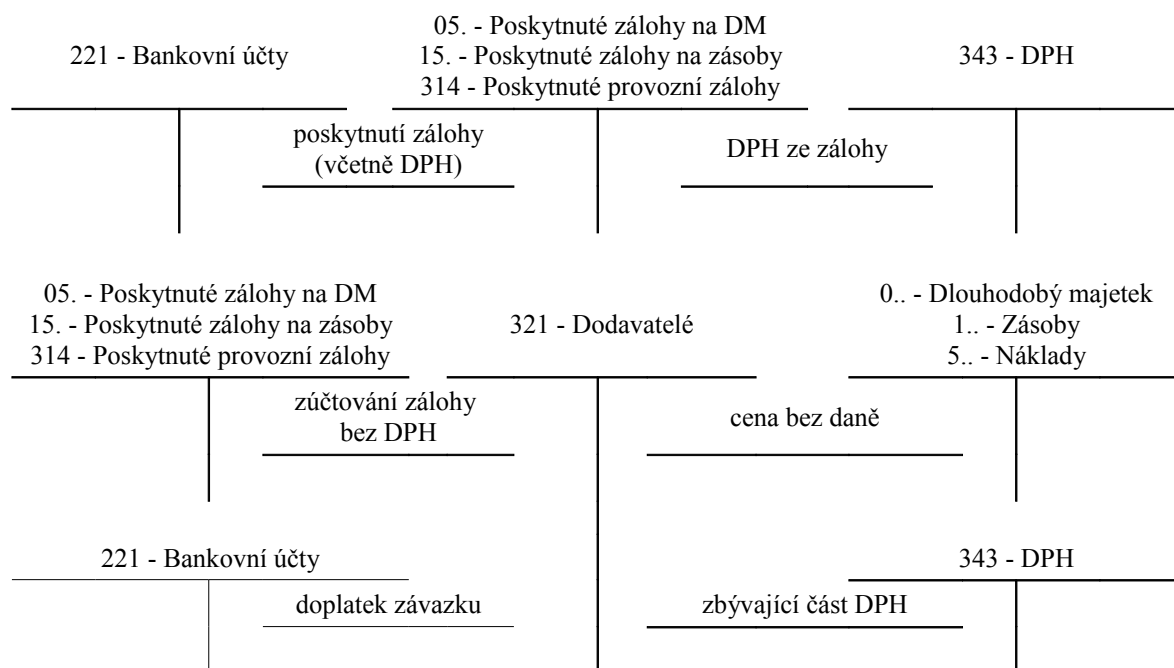 221 - Bankovní účty
05. - Poskytnuté zálohy na DM
15. - Poskytnuté zálohy na zásoby
314 - Poskytnuté provozní zálohy
343 - DPH
poskytnutí zálohy
(včetně DPH)
DPH ze zálohy
05. - Poskytnuté zálohy na DM
15. - Poskytnuté zálohy na zásoby
314 - Poskytnuté provozní zálohy
321 - Dodavatelé
0.. - Dlouhodobý majetek
1.. - Zásoby
5.. - Náklady
zúčtování zálohy
bez DPH
cena bez daně
221 - Bankovní účty
343 - DPH
doplatek závazku
zbývající část DPH